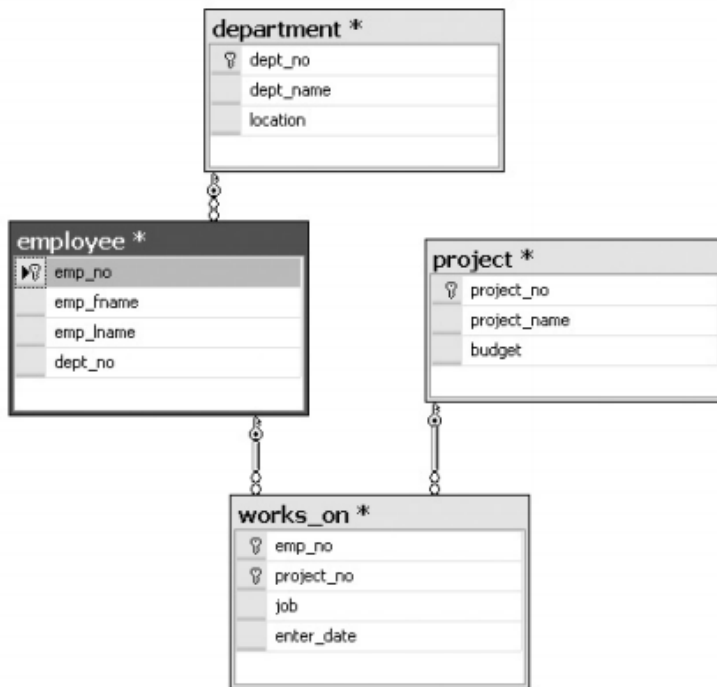 department *
dept_no
dept_name
location
employee *
emp_no
emp_fname
emp_lname
dept_no
project *
project_no
project_name
budget
works_on *
emp_no
project_no
job
enter_date